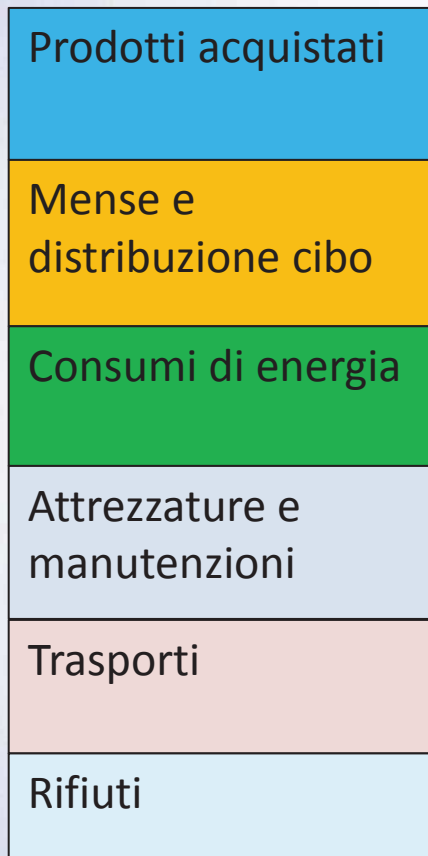 Prodotti acquistati
Mense e
distribuzione cibo
Consumi di energia
Attrezzature e
manutenzioni
Trasporti
Rifiuti